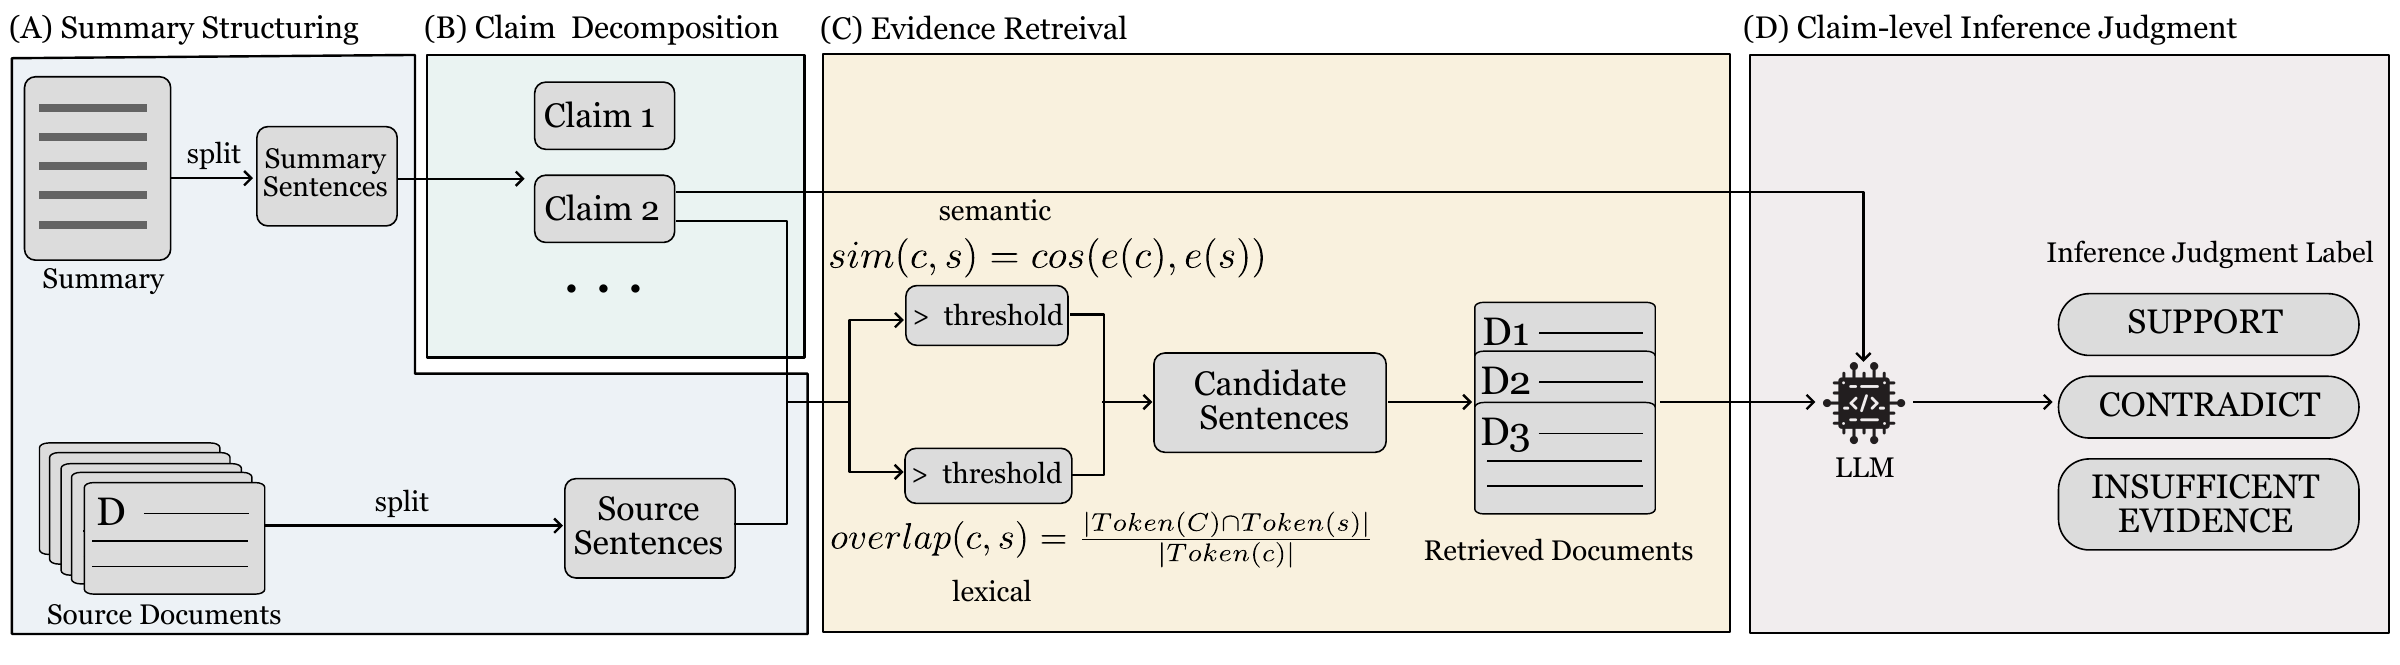 (A) Summary Structuring
split
Summary
Sentences
Summary
D
split
Source
Sentences
Source Documents
(B) Claim Decomposition
Claim 1
Claim 2
. . .
(C) Evidence Retreival
semantic
sim(c, s) = cos(e(c), e(s))
> threshold
> threshold
overlap(c, s) = |Token(C)∩Token(s)| / |Token(c)|
lexical
Candidate
Sentences
D1
D2
D3
Retrieved Documents
(D) Claim-level Inference Judgment
LLM
Inference Judgment Label
SUPPORT
CONTRADICT
INSUFFICENT
EVIDENCE